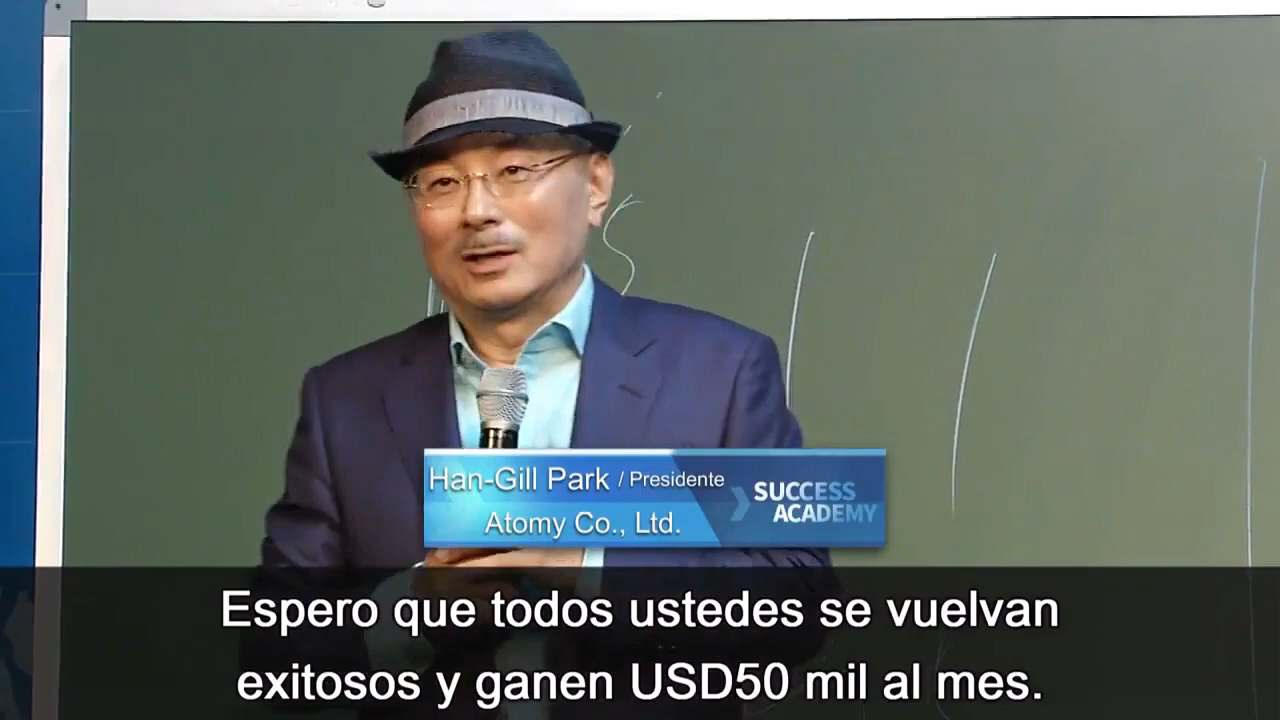 Han-Gill Park / Presidente
Atomy Co., Ltd.
SUCCESS
ACADEMY
Espero que todos ustedes se vuelvan
exitosos y ganen USD50 mil al mes.